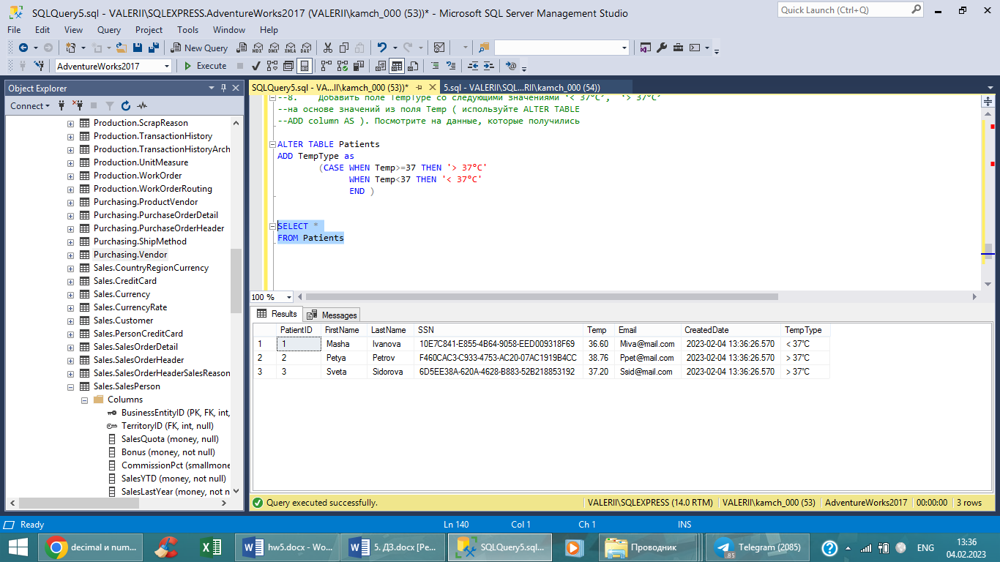 SQLQuery5.sql - VALERII\SQLEXPRESS.AdventureWorks2017 (VALERII\kamch_000 (53))* - Microsoft SQL Server Management Studio
Quick Launch (Ctrl+Q)
File Edit View Query Project Tools Window Help
New Query
MDX DMX XMLA DAX
AdventureWorks2017
Execute
Object Explorer
SQLQuery5.sql - VA...II\kamch_000 (53))*
5.sql - VALERII\SQL...RII\kamch_000 (54))
Connect
Production.ScrapReason
Production.TransactionHistory
Production.TransactionHistoryArch
Production.UnitMeasure
Production.WorkOrder
Production.WorkOrderRouting
Purchasing.ProductVendor
Purchasing.PurchaseOrderDetail
Purchasing.PurchaseOrderHeader
Purchasing.ShipMethod
Purchasing.Vendor
Sales.CountryRegionCurrency
Sales.CreditCard
Sales.Currency
Sales.CurrencyRate
Sales.Customer
Sales.PersonCreditCard
Sales.SalesOrderDetail
Sales.SalesOrderHeader
Sales.SalesOrderHeaderSalesReason
Sales.SalesPerson
Columns
BusinessEntityID (PK, FK, int,
TerritoryID (FK, int, null)
SalesQuota (money, null)
Bonus (money, not null)
CommissionPct (smallmone
SalesYTD (money, not null)
SalesLastYear (money, not n
--8. Добавить поле TempType со следующими значениями '< 37°C', '> 37°C'
--на основе значений из поля Temp ( используйте ALTER TABLE
--ADD column AS ). Посмотрите на данные, которые получились
ALTER TABLE Patients
ADD TempType as
(CASE WHEN Temp>=37 THEN '> 37°C'
WHEN Temp<37 THEN '< 37°C'
END )
SELECT *
FROM Patients
100 %
Results Messages
PatientID FirstName LastName SSN Temp Email CreatedDate TempType
1 1 Masha Ivanova 10E7C841-E855-4B64-9058-EED009318F69 36.60 Miva@mail.com 2023-02-04 13:36:26.570 < 37°C
2 2 Petya Petrov F460CAC3-C933-4753-AC20-07AC1919B4CC 38.76 Ppet@mail.com 2023-02-04 13:36:26.570 > 37°C
3 3 Sveta Sidorova 6D5EE38A-620A-4628-B883-52B218853192 37.20 Ssid@mail.com 2023-02-04 13:36:26.570 > 37°C
Query executed successfully.
VALERII\SQLEXPRESS (14.0 RTM) VALERII\kamch_000 (53) AdventureWorks2017 00:00:00 3 rows
Ready Ln 140 Col 1 Ch 1 INS
decimal и num...
hw5.docx - Wo...
5. ДЗ.docx [Ре...
SQLQuery5.sql...
Проводник
Telegram (2085)
85
ENG
13:36
04.02.2023